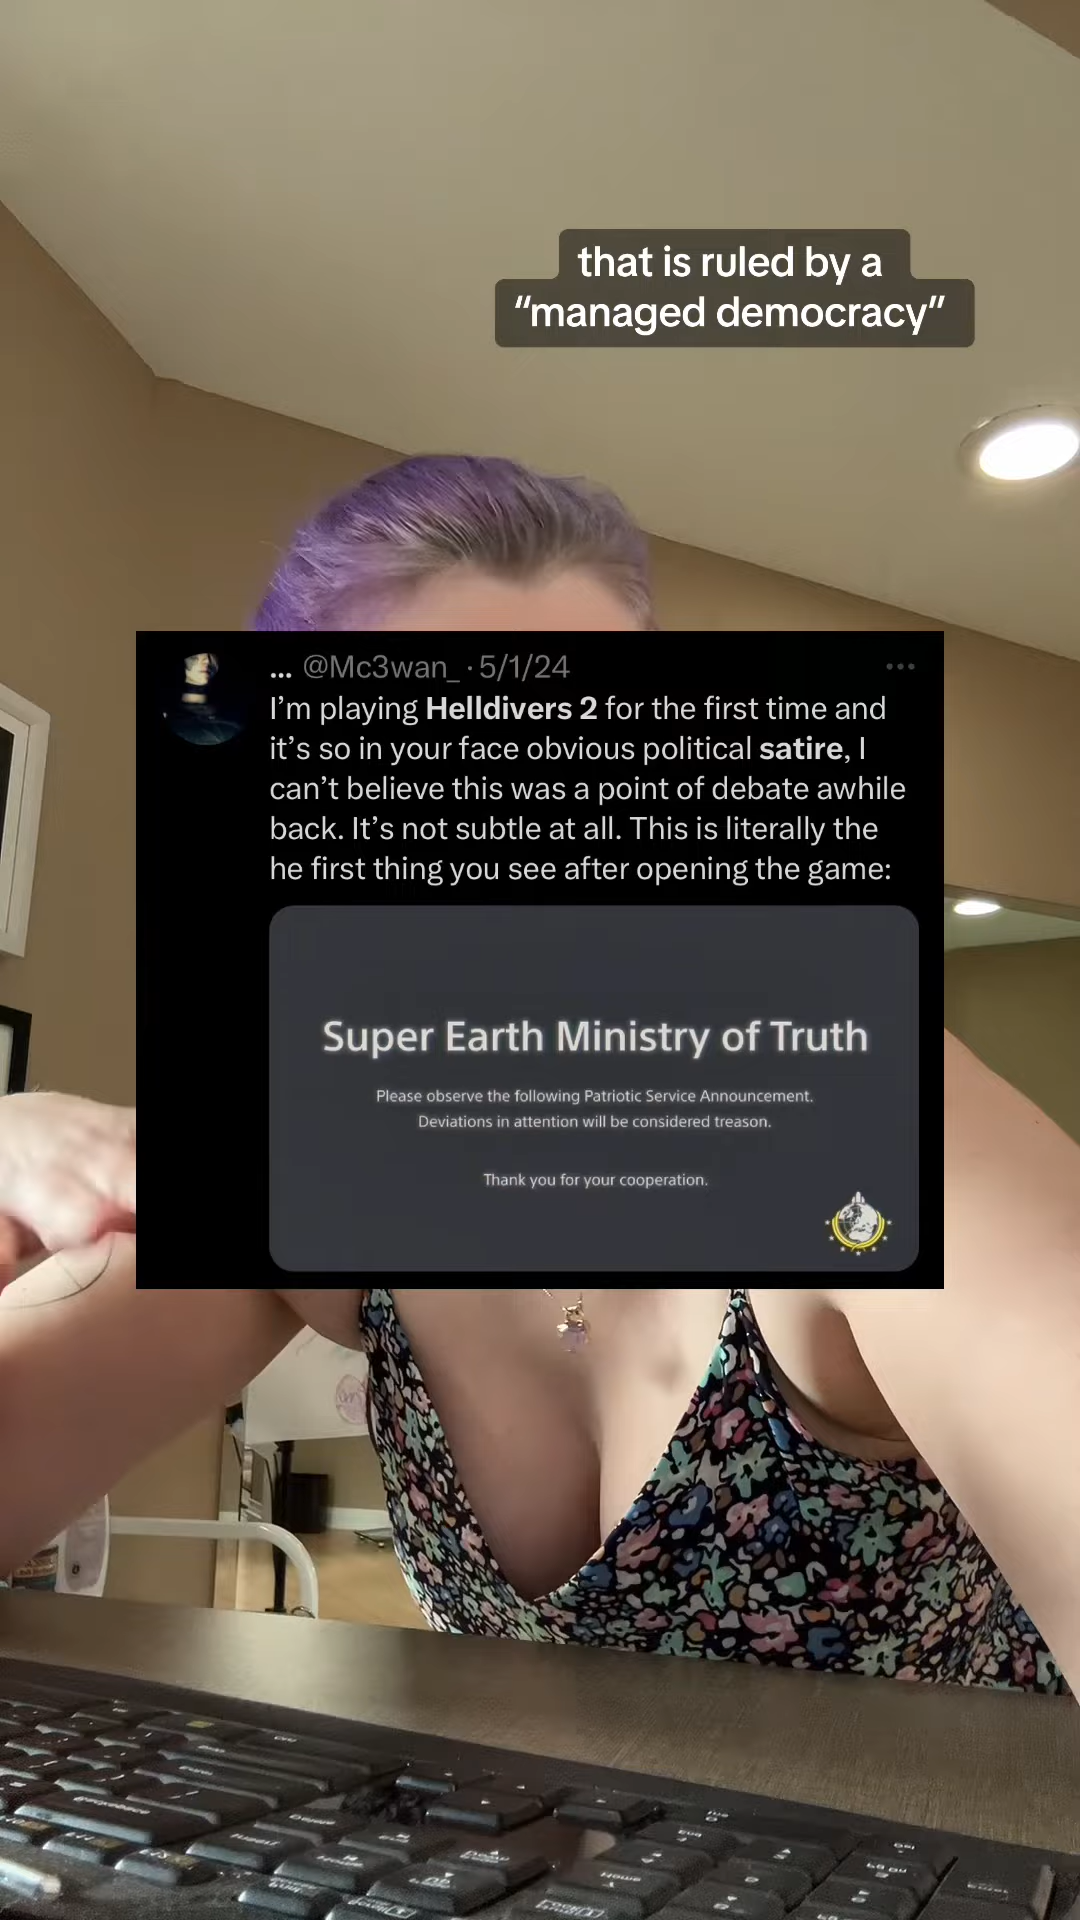 that is ruled by a
“managed democracy”
... @Mc3wan_ · 5/1/24
I’m playing Helldivers 2 for the first time and
it’s so in your face obvious political satire, I
can’t believe this was a point of debate awhile
back. It’s not subtle at all. This is literally the
he first thing you see after opening the game:
Super Earth Ministry of Truth
Please observe the following Patriotic Service Announcement.
Deviations in attention will be considered treason.
Thank you for your cooperation.
Home